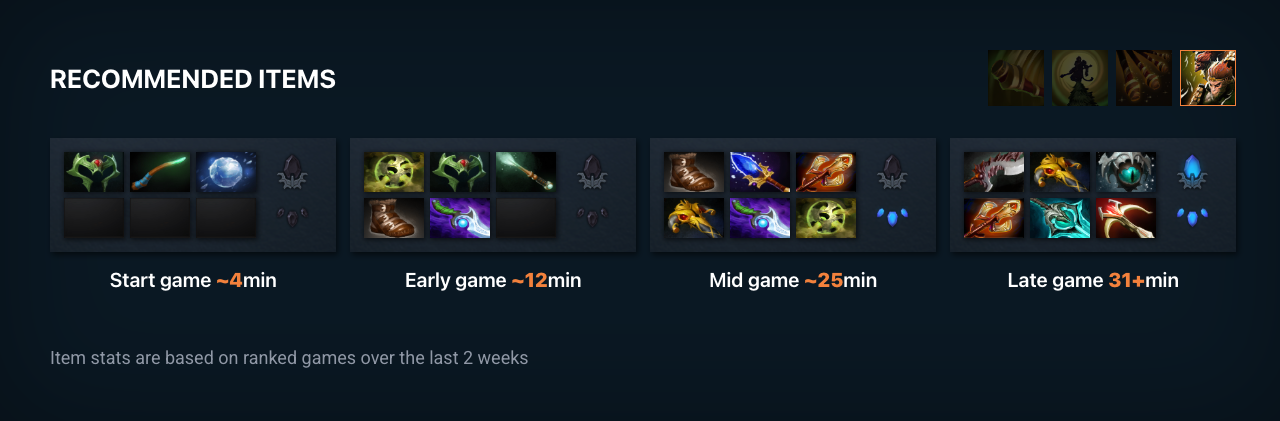 RECOMMENDED ITEMS
Start game ~4min
Early game ~12min
Mid game ~25min
Late game 31+min
Item stats are based on ranked games over the last 2 weeks